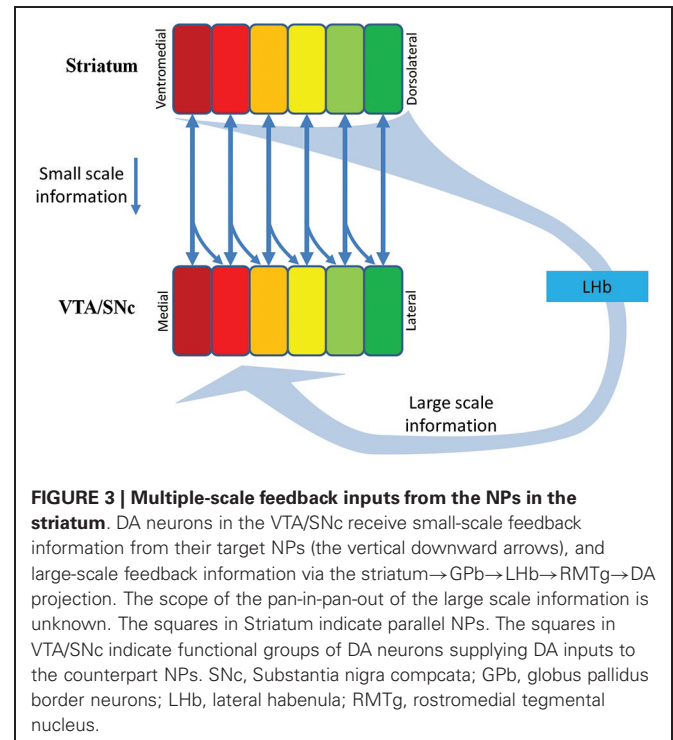 Striatum
Ventromedial
Dorsolateral
Small scale
information
LHb
VTA/SNc
Medial
Lateral
Large scale
information
FIGURE 3 | Multiple-scale feedback inputs from the NPs in the
striatum. DA neurons in the VTA/SNc receive small-scale feedback
information from their target NPs (the vertical downward arrows), and
large-scale feedback information via the striatum→GPb→LHb→RMTg→DA
projection. The scope of the pan-in-pan-out of the large scale information is
unknown. The squares in Striatum indicate parallel NPs. The squares in
VTA/SNc indicate functional groups of DA neurons supplying DA inputs to
the counterpart NPs. SNc, Substantia nigra compcata; GPb, globus pallidus
border neurons; LHb, lateral habenula; RMTg, rostromedial tegmental
nucleus.